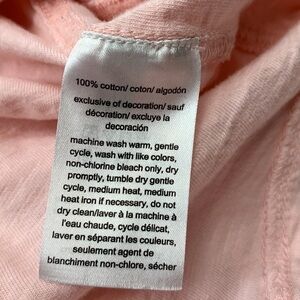 100% cotton/ coton/ algodón
exclusive of decoration/ sauf
décoration/ excluye la
decoración
machine wash warm, gentle
cycle, wash with like colors,
non-chlorine bleach only, dry
promptly, tumble dry gentle
cycle, medium heat, medium
heat iron if necessary, do not
dry clean/laver à la machine à
l'eau chaude, cycle délicat,
laver en séparant les couleurs,
seulement agent de
blanchiment non-chlore, sécher